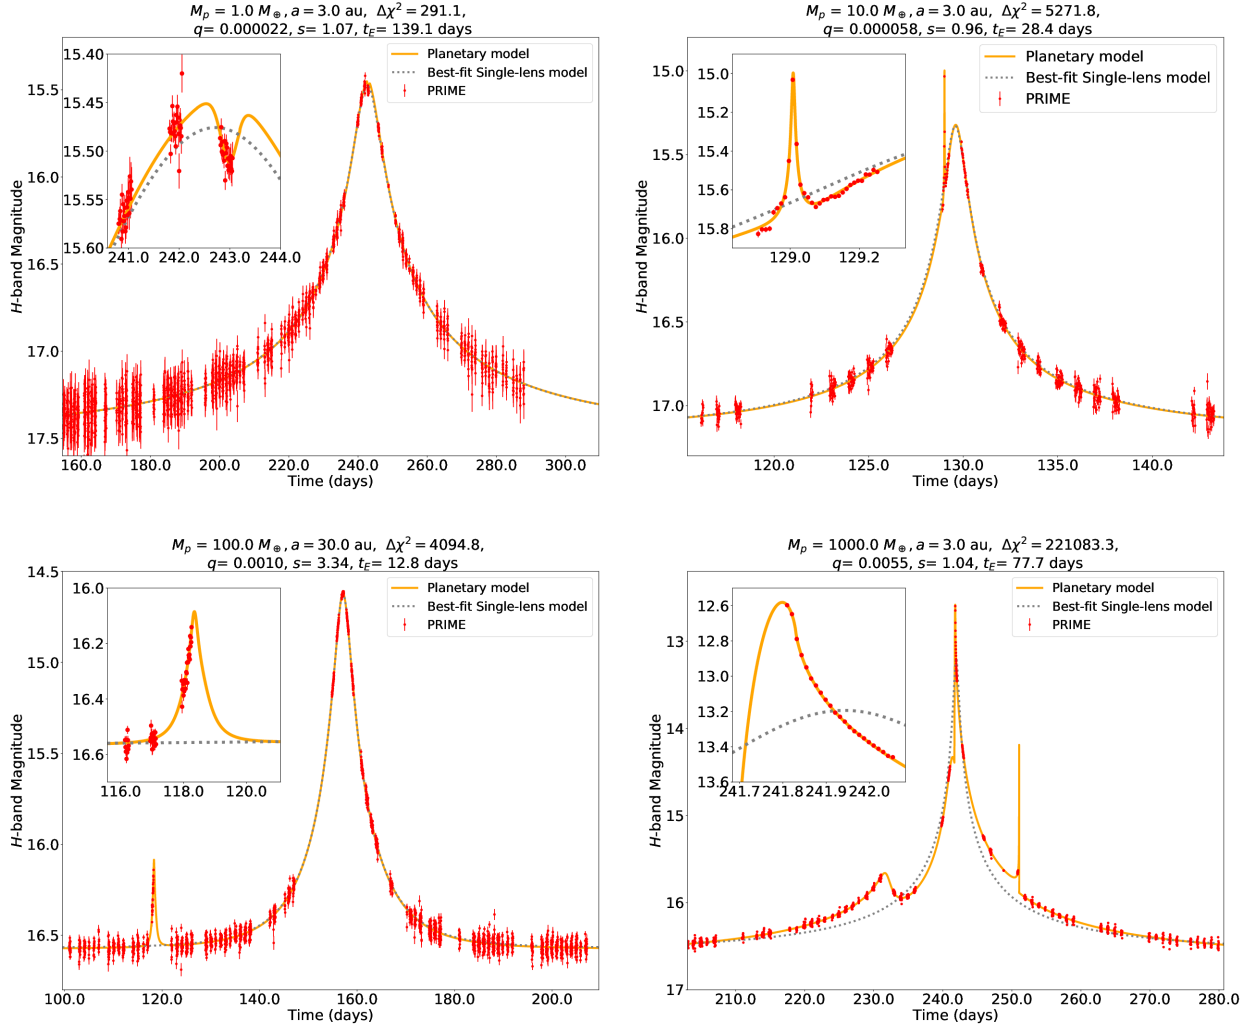 M_p = 1.0 M_⊕, a = 3.0 au, Δχ² = 291.1,
q= 0.000022, s= 1.07, t_E= 139.1 days
Planetary model
Best-fit Single-lens model
PRIME
15.40
15.45
15.50
15.55
15.60
241.0 242.0 243.0 244.0
15.5
16.0
16.5
17.0
17.5
H-band Magnitude
160.0 180.0 200.0 220.0 240.0 260.0 280.0 300.0
Time (days)
M_p = 10.0 M_⊕, a = 3.0 au, Δχ² = 5271.8,
q= 0.000058, s= 0.96, t_E= 28.4 days
Planetary model
Best-fit Single-lens model
PRIME
15.0
15.2
15.4
15.6
15.8
129.0 129.2
15.0
15.5
16.0
16.5
17.0
H-band Magnitude
120.0 125.0 130.0 135.0 140.0
Time (days)
M_p = 100.0 M_⊕, a = 30.0 au, Δχ² = 4094.8,
q= 0.0010, s= 3.34, t_E= 12.8 days
Planetary model
Best-fit Single-lens model
PRIME
16.0
16.2
16.4
16.6
116.0 118.0 120.0
14.5
15.0
15.5
16.0
16.5
H-band Magnitude
100.0 120.0 140.0 160.0 180.0 200.0
Time (days)
M_p = 1000.0 M_⊕, a = 3.0 au, Δχ² = 221083.3,
q= 0.0055, s= 1.04, t_E= 77.7 days
Planetary model
Best-fit Single-lens model
PRIME
12.6
12.8
13.0
13.2
13.4
13.6
241.7 241.8 241.9 242.0
13
14
15
16
17
H-band Magnitude
210.0 220.0 230.0 240.0 250.0 260.0 270.0 280.0
Time (days)